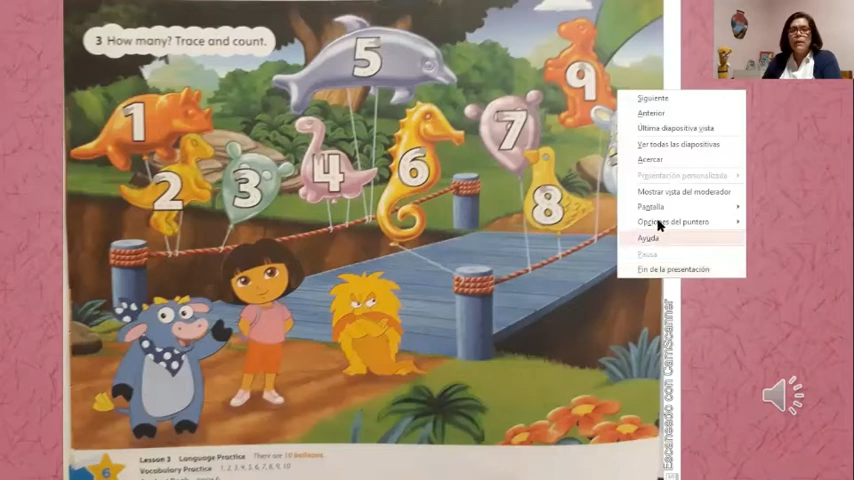 3 How many? Trace and count.
1
2
3
4
5
6
7
8
9
Siguiente
Anterior
Última diapositiva vista
Ver todas las diapositivas
Acercar
Presentación personalizada
Mostrar vista del moderador
Pantalla
Opciones del puntero
Ayuda
Pausa
Fin de la presentación
Escaneado con CamScanner
6
Lesson 3 Language Practice There are 10 balloons.
Vocabulary Practice 1, 2, 3, 4, 5, 6, 7, 8, 9, 10